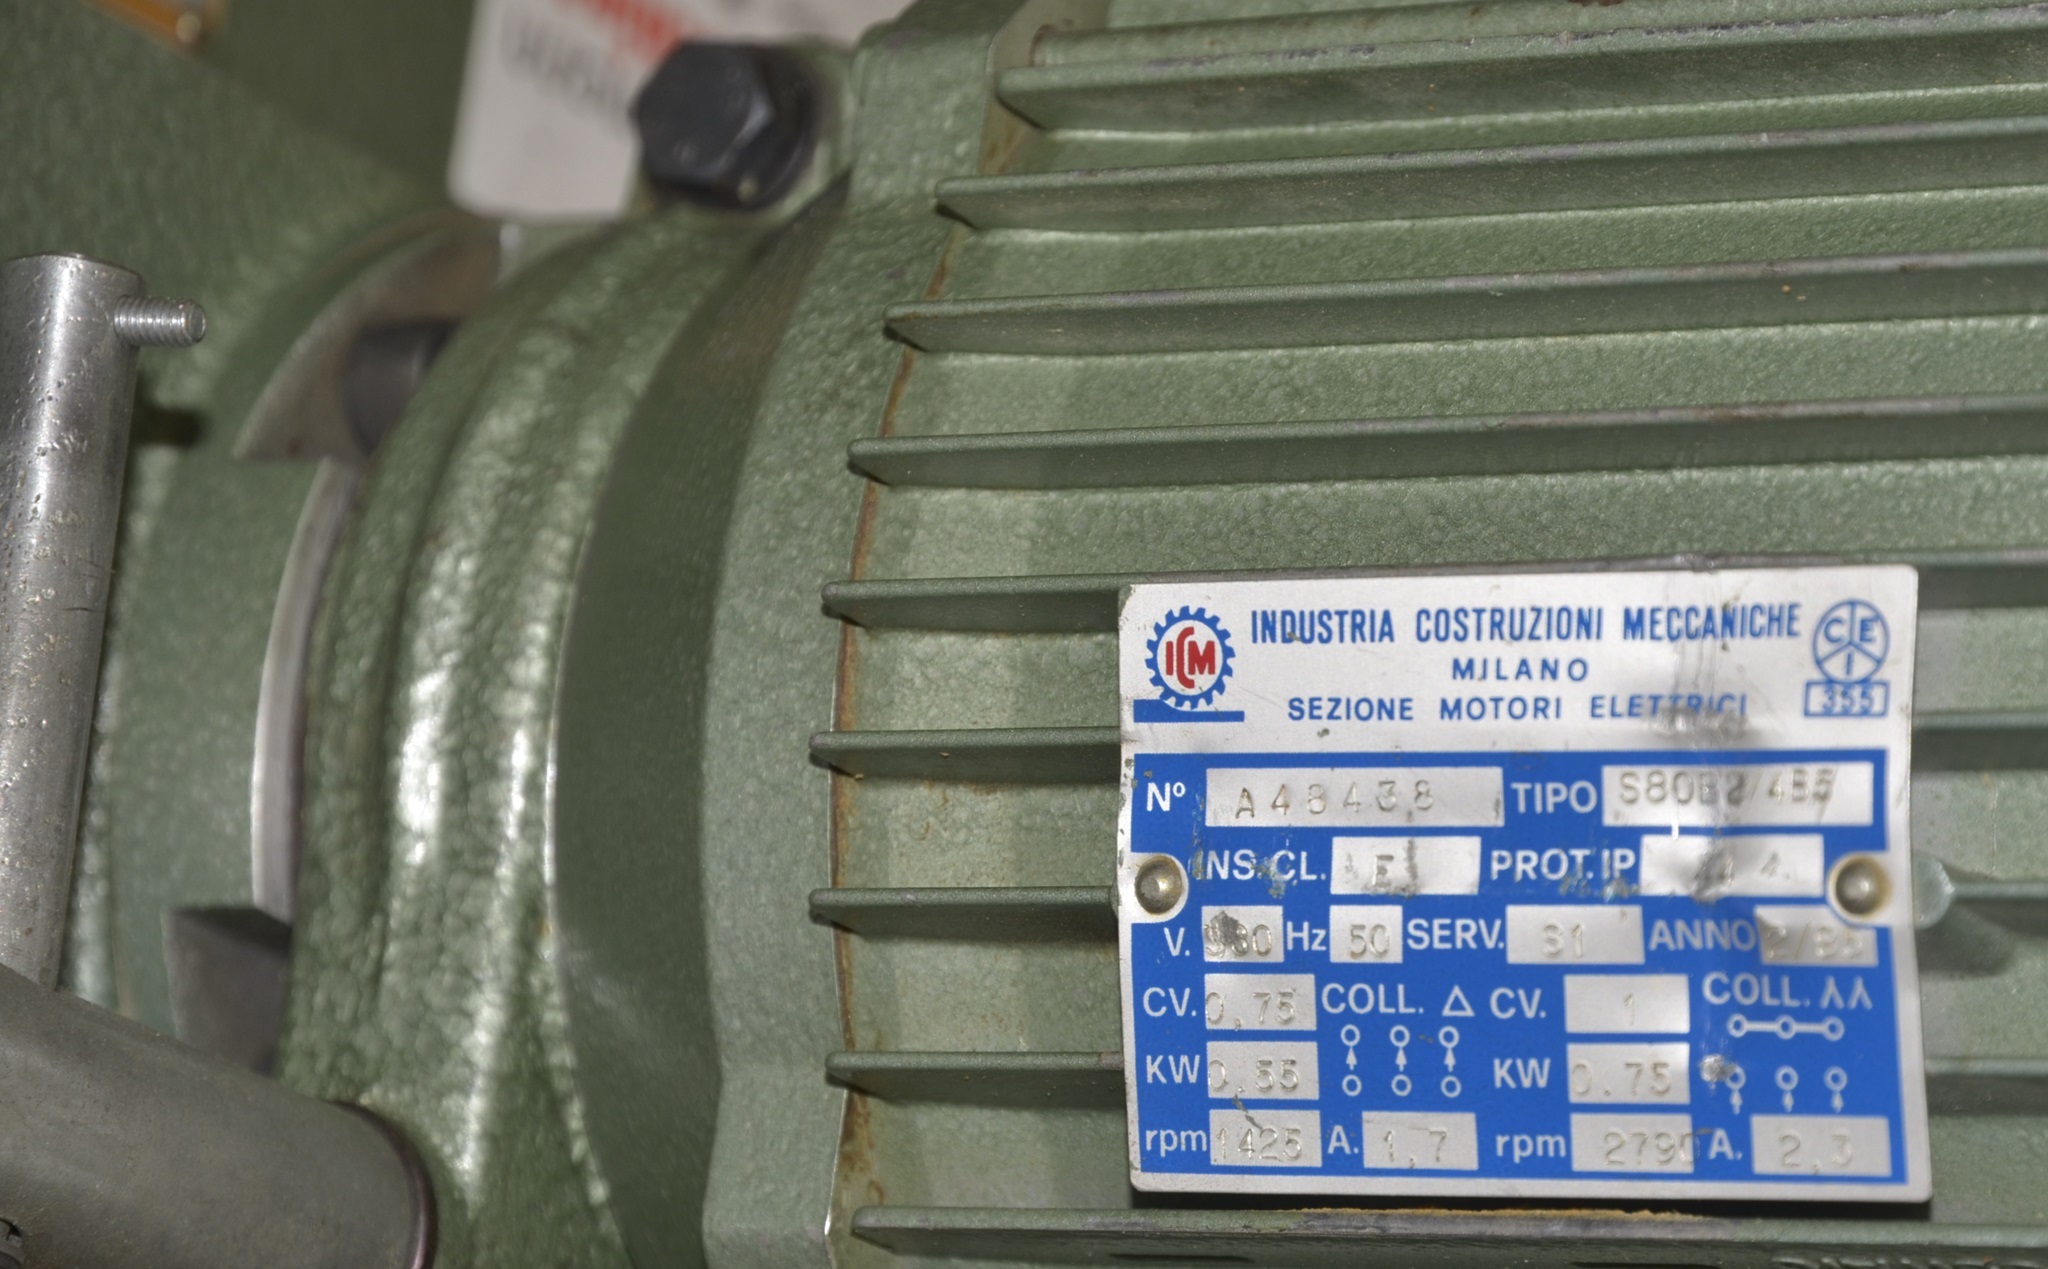 ICM
INDUSTRIA COSTRUZIONI MECCANICHE
MILANO
SEZIONE MOTORI ELETTRICI
CEI
355
Nº A48438 TIPO
INS.CL. E PROT.IP 44
V. Hz 50 SERV. S1 ANNO
CV. 0,75 COLL. △ CV. 1 COLL. ⅄⅄
KW 0.55 KW 0.75
rpm 1425 A. 1,7 rpm 2790 A. 2,3